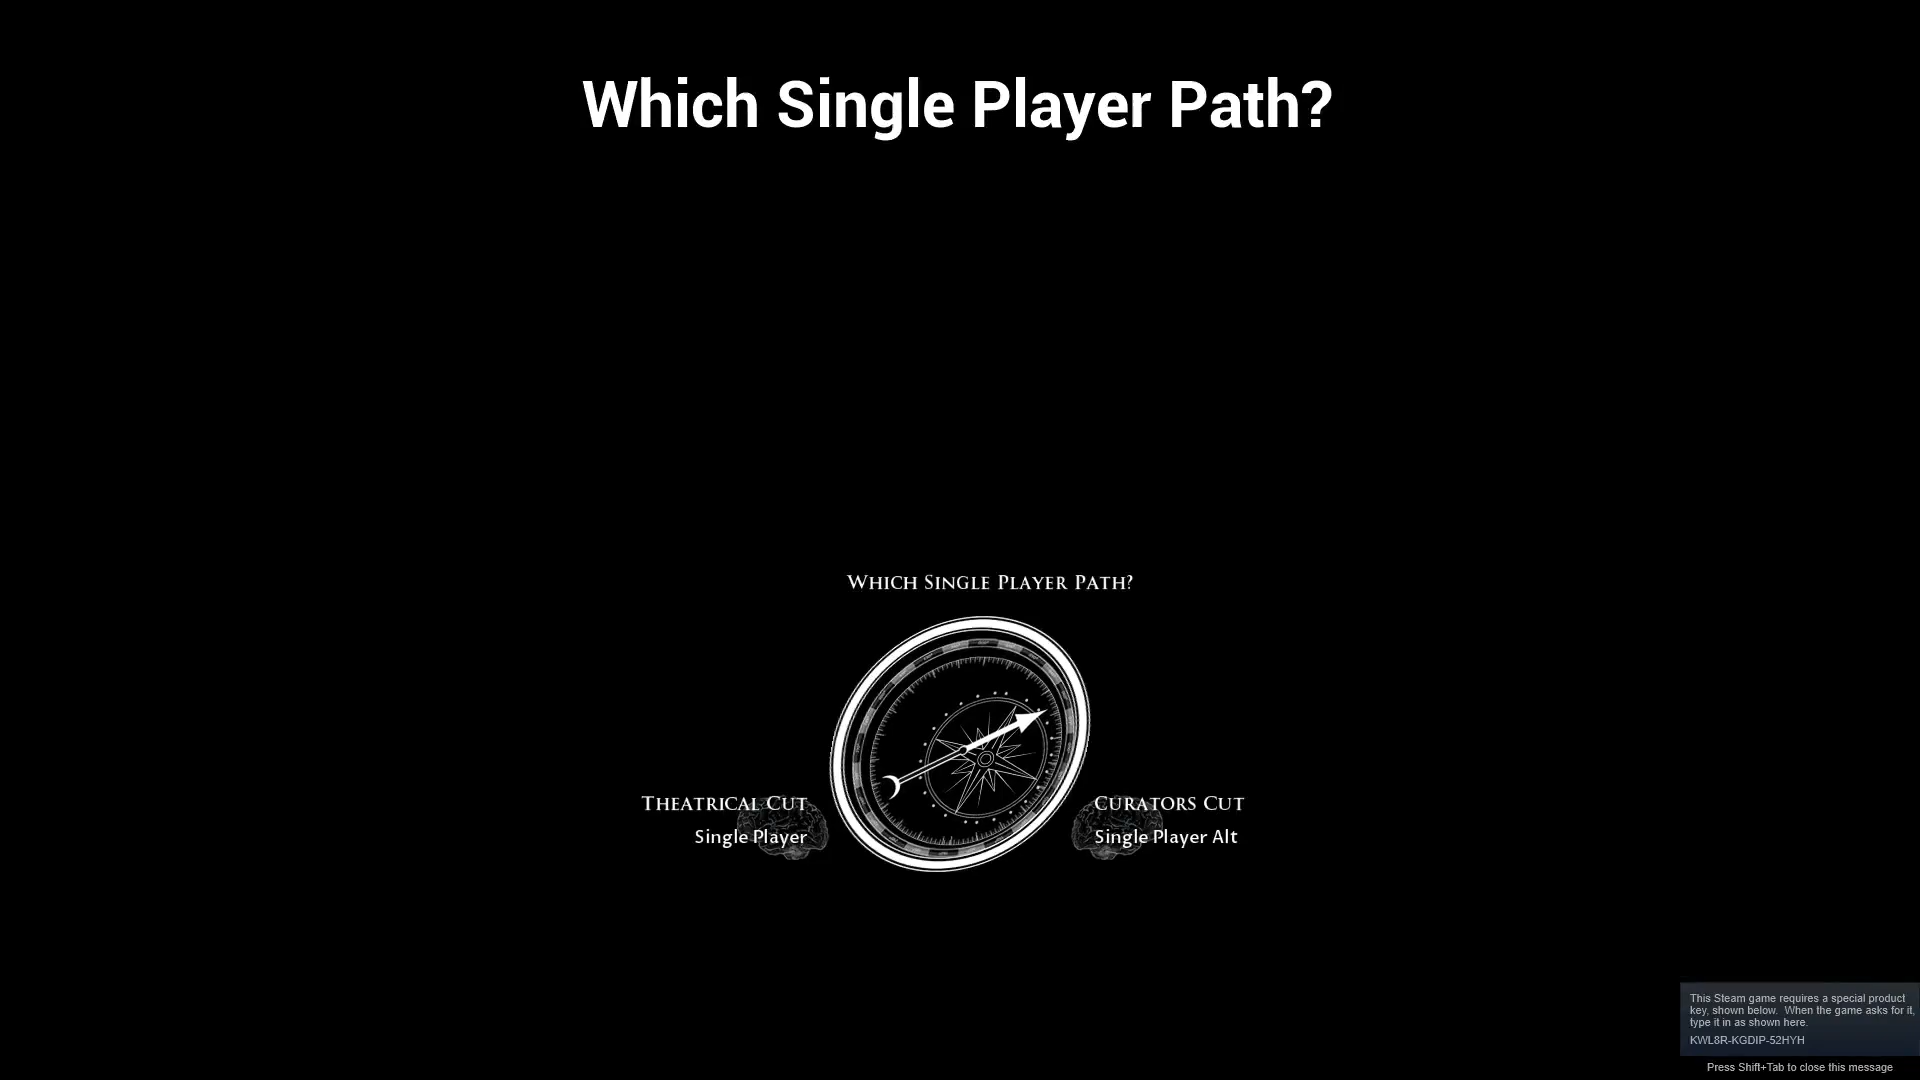 Which Single Player Path?
Which Single Player Path?
Theatrical Cut
Single Player
Curators Cut
Single Player Alt
This Steam game requires a special product
key, shown below.  When the game asks for it,
type it in as shown here.
KWL8R-KGDIP-52HYH
Press Shift+Tab to close this message